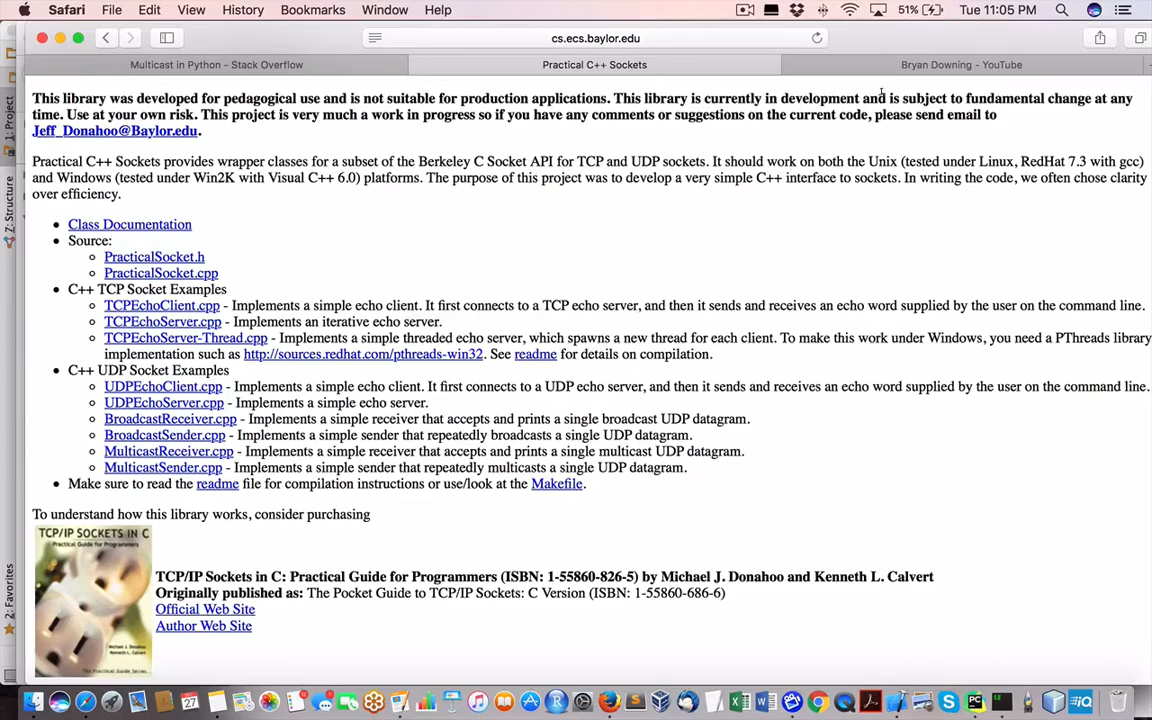 Safari File Edit View History Bookmarks Window Help 51% Tue 11:05 PM
cs.ecs.baylor.edu
Multicast in Python - Stack Overflow Practical C++ Sockets Bryan Downing - YouTube
This library was developed for pedagogical use and is not suitable for production applications. This library is currently in development and is subject to fundamental change at any
time. Use at your own risk. This project is very much a work in progress so if you have any comments or suggestions on the current code, please send email to
Jeff_Donahoo@Baylor.edu.
Practical C++ Sockets provides wrapper classes for a subset of the Berkeley C Socket API for TCP and UDP sockets. It should work on both the Unix (tested under Linux, RedHat 7.3 with gcc)
and Windows (tested under Win2K with Visual C++ 6.0) platforms. The purpose of this project was to develop a very simple C++ interface to sockets. In writing the code, we often chose clarity
over efficiency.
• Class Documentation
• Source:
PracticalSocket.h
PracticalSocket.cpp
• C++ TCP Socket Examples
TCPEchoClient.cpp - Implements a simple echo client. It first connects to a TCP echo server, and then it sends and receives an echo word supplied by the user on the command line.
TCPEchoServer.cpp - Implements an iterative echo server.
TCPEchoServer-Thread.cpp - Implements a simple threaded echo server, which spawns a new thread for each client. To make this work under Windows, you need a PThreads library
implementation such as http://sources.redhat.com/pthreads-win32. See readme for details on compilation.
• C++ UDP Socket Examples
UDPEchoClient.cpp - Implements a simple echo client. It first connects to a UDP echo server, and then it sends and receives an echo word supplied by the user on the command line.
UDPEchoServer.cpp - Implements a simple echo server.
BroadcastReceiver.cpp - Implements a simple receiver that accepts and prints a single broadcast UDP datagram.
BroadcastSender.cpp - Implements a simple sender that repeatedly broadcasts a single UDP datagram.
MulticastReceiver.cpp - Implements a simple receiver that accepts and prints a single multicast UDP datagram.
MulticastSender.cpp - Implements a simple sender that repeatedly multicasts a single UDP datagram.
• Make sure to read the readme file for compilation instructions or use/look at the Makefile.
To understand how this library works, consider purchasing
TCP/IP SOCKETS IN C
Practical Guide for Programmers
Michael J. Donahoo
Kenneth L. Calvert
The Practical Guide Series
TCP/IP Sockets in C: Practical Guide for Programmers (ISBN: 1-55860-826-5) by Michael J. Donahoo and Kenneth L. Calvert
Originally published as: The Pocket Guide to TCP/IP Sockets: C Version (ISBN: 1-55860-686-6)
Official Web Site
Author Web Site
1: Project
7: Structure
2: Favorites
27